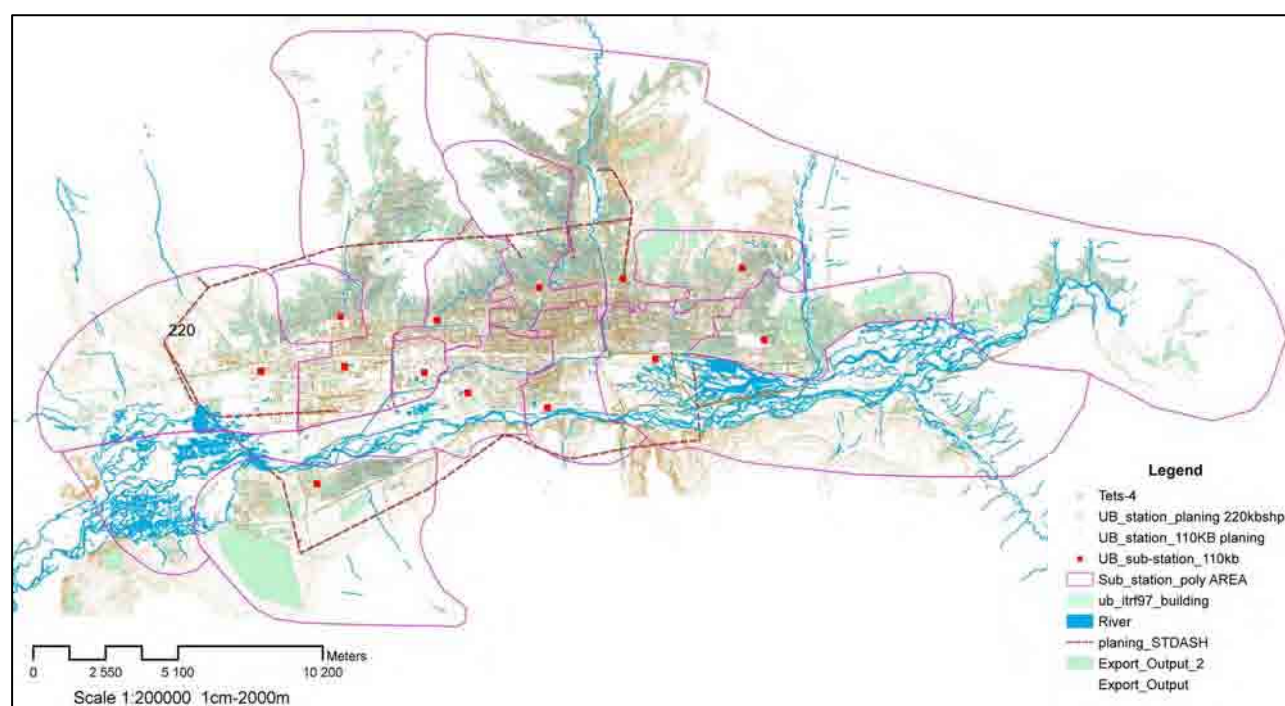 220
Legend
Tets-4
UB_station_planing 220kbshp
UB_station_110KB planing
UB_sub-station_110kb
Sub_station_poly AREA
ub_itrf97_building
River
planing_STDASH
Export_Output_2
Export_Output
Meters
0 2 550 5 100 10 200
Scale 1:200000 1cm-2000m